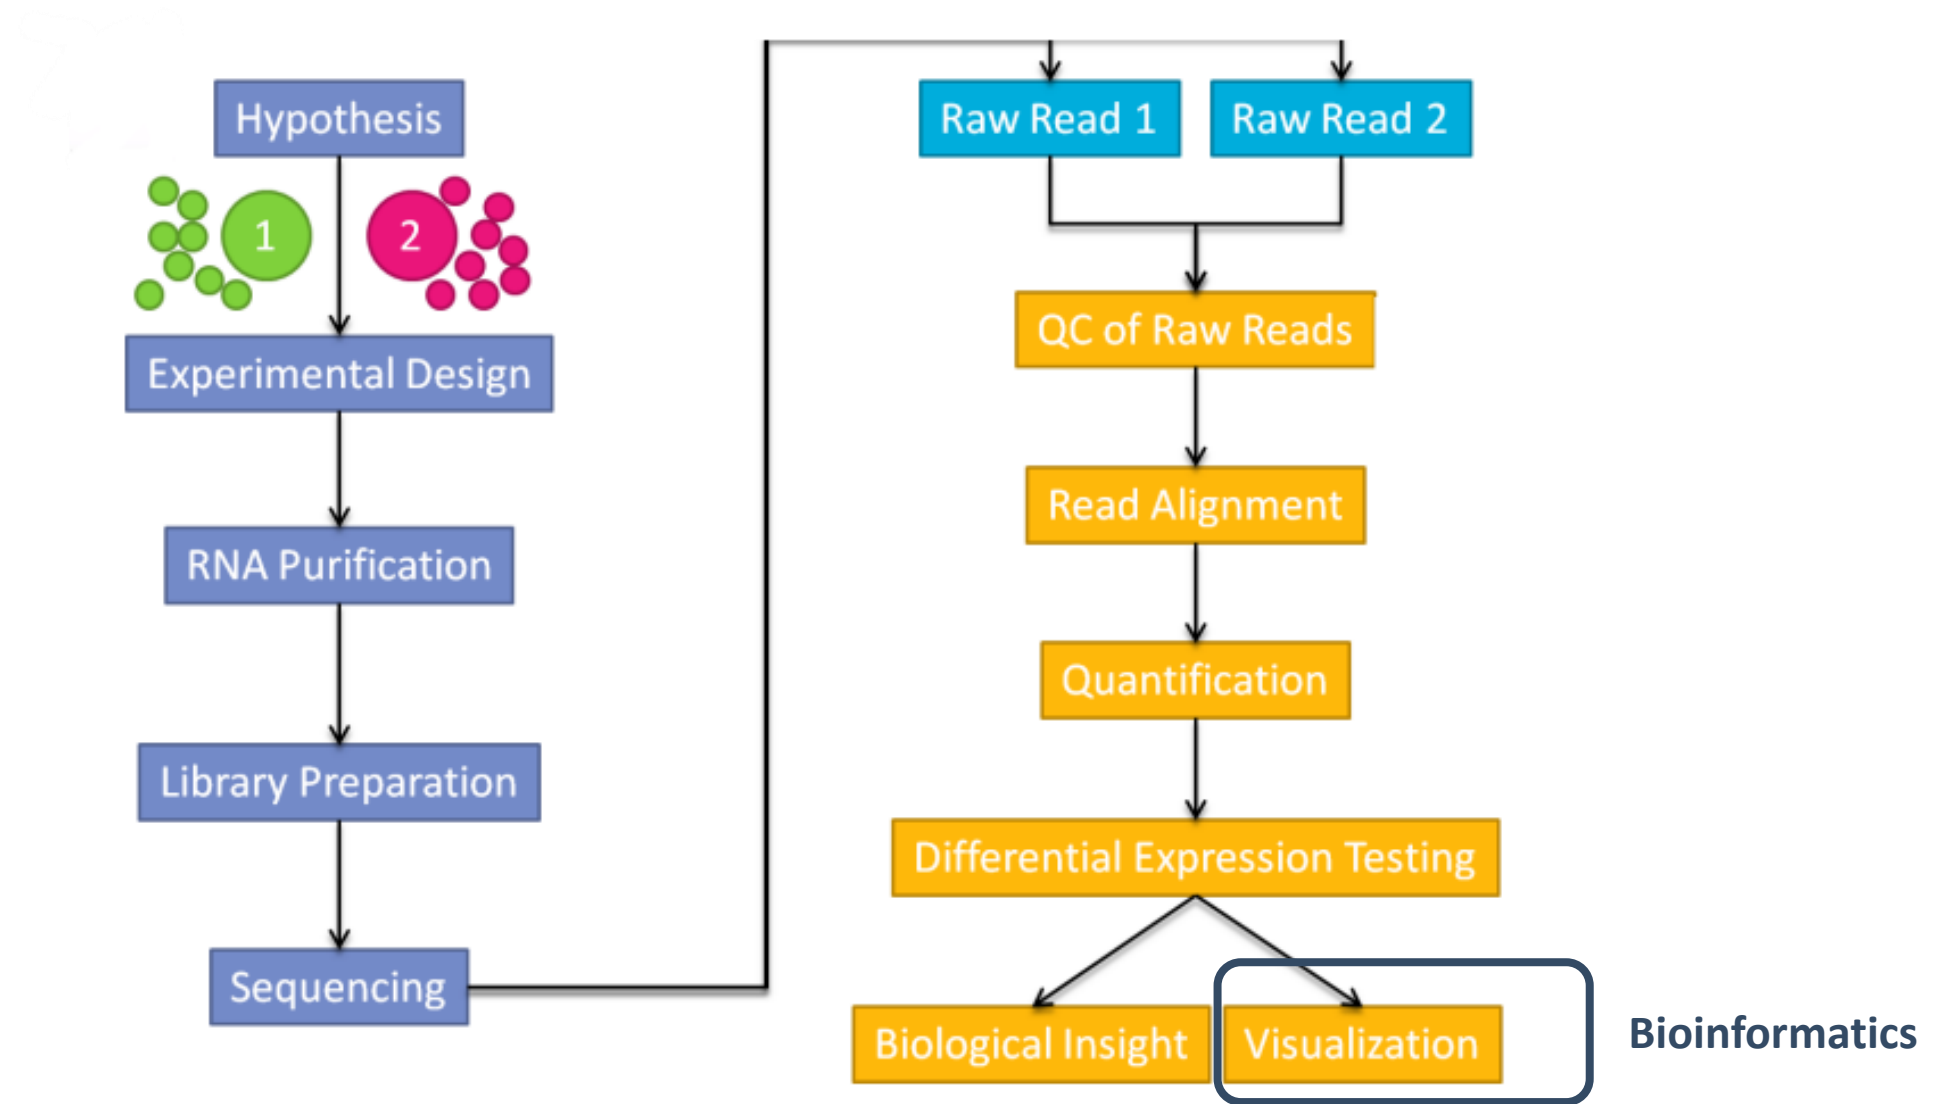 Hypothesis
1
2
Experimental Design
RNA Purification
Library Preparation
Sequencing
Raw Read 1
Raw Read 2
QC of Raw Reads
Read Alignment
Quantification
Differential Expression Testing
Biological Insight
Visualization
Bioinformatics